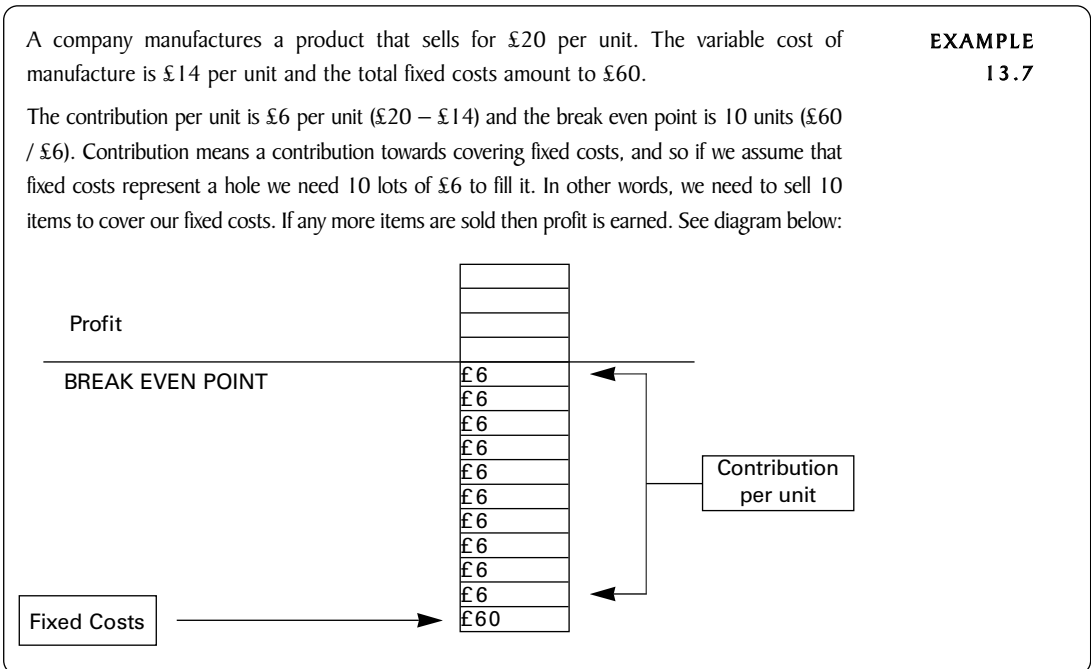 A company manufactures a product that sells for £20 per unit. The variable cost of
manufacture is £14 per unit and the total fixed costs amount to £60.
EXAMPLE
13.7
The contribution per unit is £6 per unit (£20 – £14) and the break even point is 10 units (£60
/ £6). Contribution means a contribution towards covering fixed costs, and so if we assume that
fixed costs represent a hole we need 10 lots of £6 to fill it. In other words, we need to sell 10
items to cover our fixed costs. If any more items are sold then profit is earned. See diagram below:
Profit
BREAK EVEN POINT
£6
£6
£6
£6
£6
£6
£6
£6
£6
£6
£60
Contribution
per unit
Fixed Costs